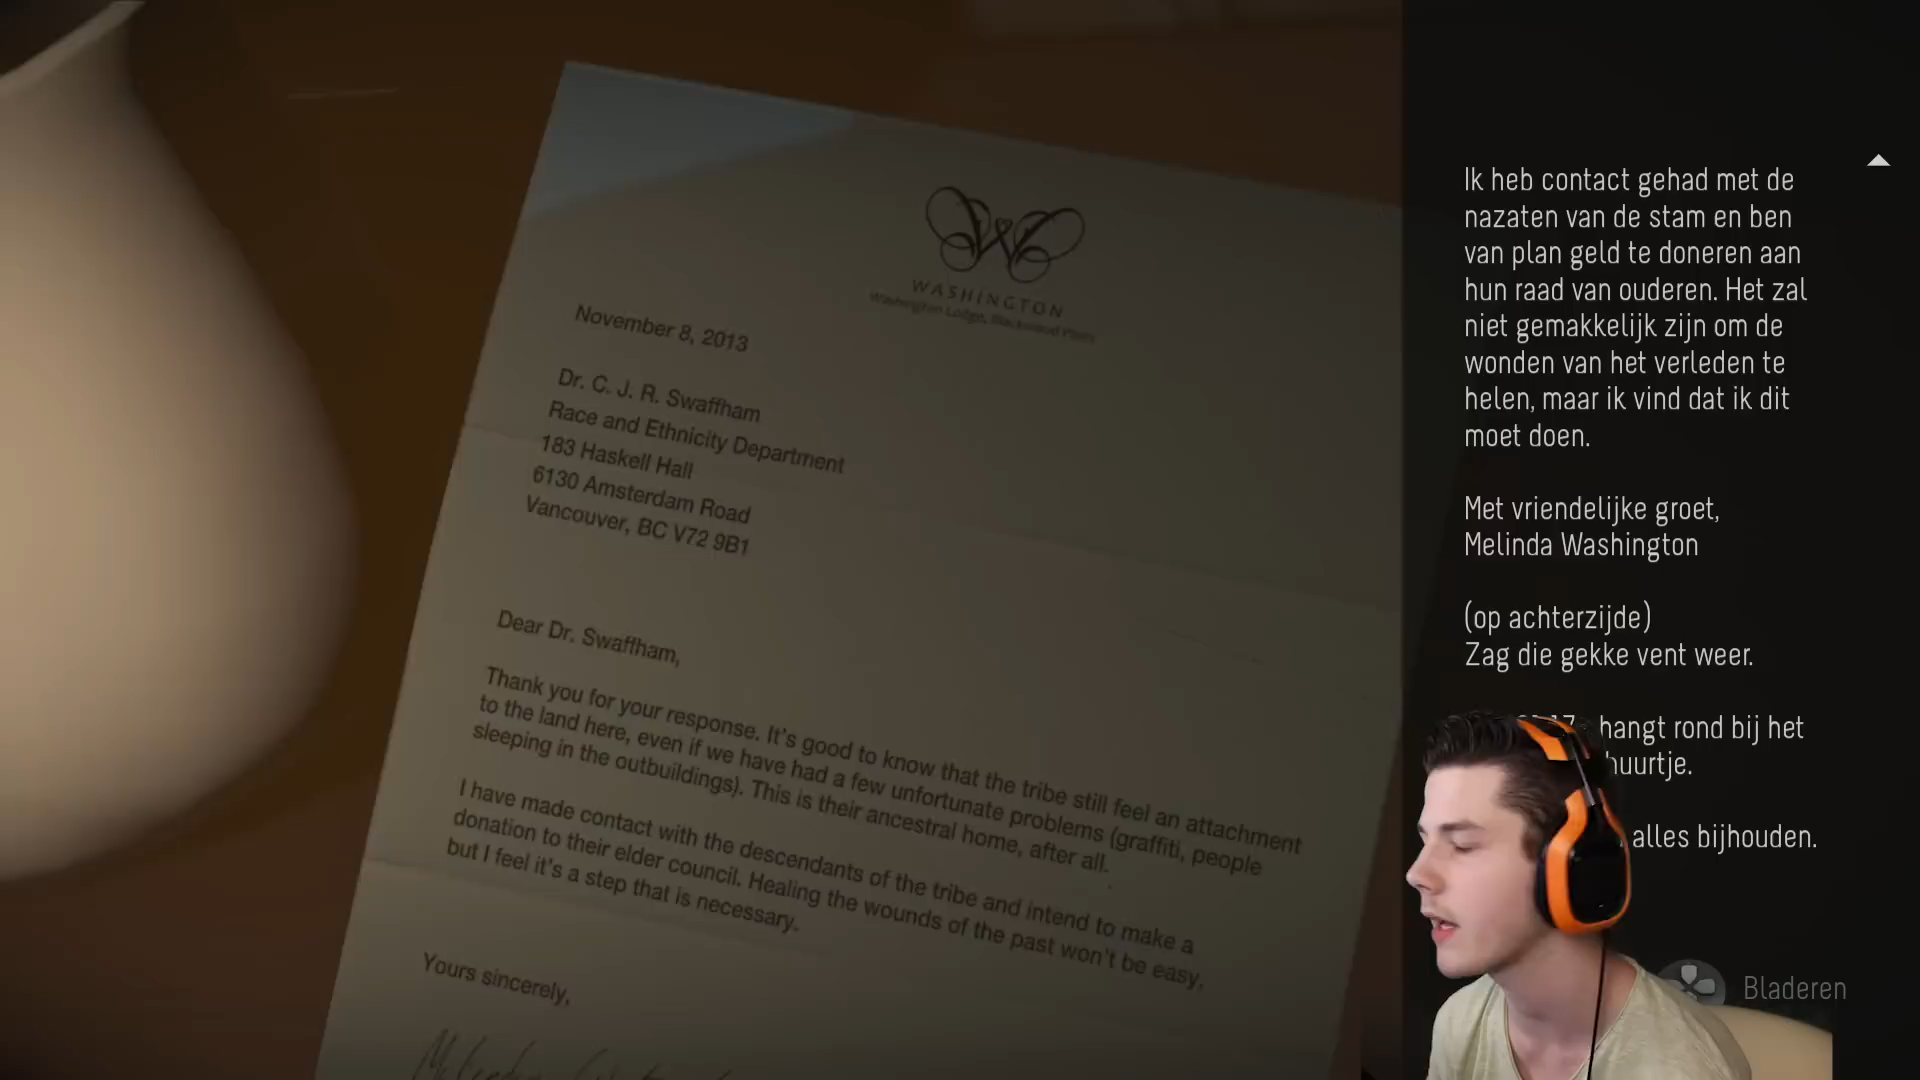 WASHINGTON
Washington Lodge, Blackwood Pines
November 8, 2013
Dr. C. J. R. Swaffham
Race and Ethnicity Department
183 Haskell Hall
6130 Amsterdam Road
Vancouver, BC V72 9B1
Dear Dr. Swaffham,
Thank you for your response. It's good to know that the tribe still feel an attachment
to the land here, even if we have had a few unfortunate problems (graffiti, people
sleeping in the outbuildings). This is their ancestral home, after all.
I have made contact with the descendants of the tribe and intend to make a
donation to their elder council. Healing the wounds of the past won't be easy,
but I feel it's a step that is necessary.
Yours sincerely,
Ik heb contact gehad met de
nazaten van de stam en ben
van plan geld te doneren aan
hun raad van ouderen. Het zal
niet gemakkelijk zijn om de
wonden van het verleden te
helen, maar ik vind dat ik dit
moet doen.
Met vriendelijke groet,
Melinda Washington
(op achterzijde)
Zag die gekke vent weer.
hangt rond bij het
alles bijhouden.
Bladeren